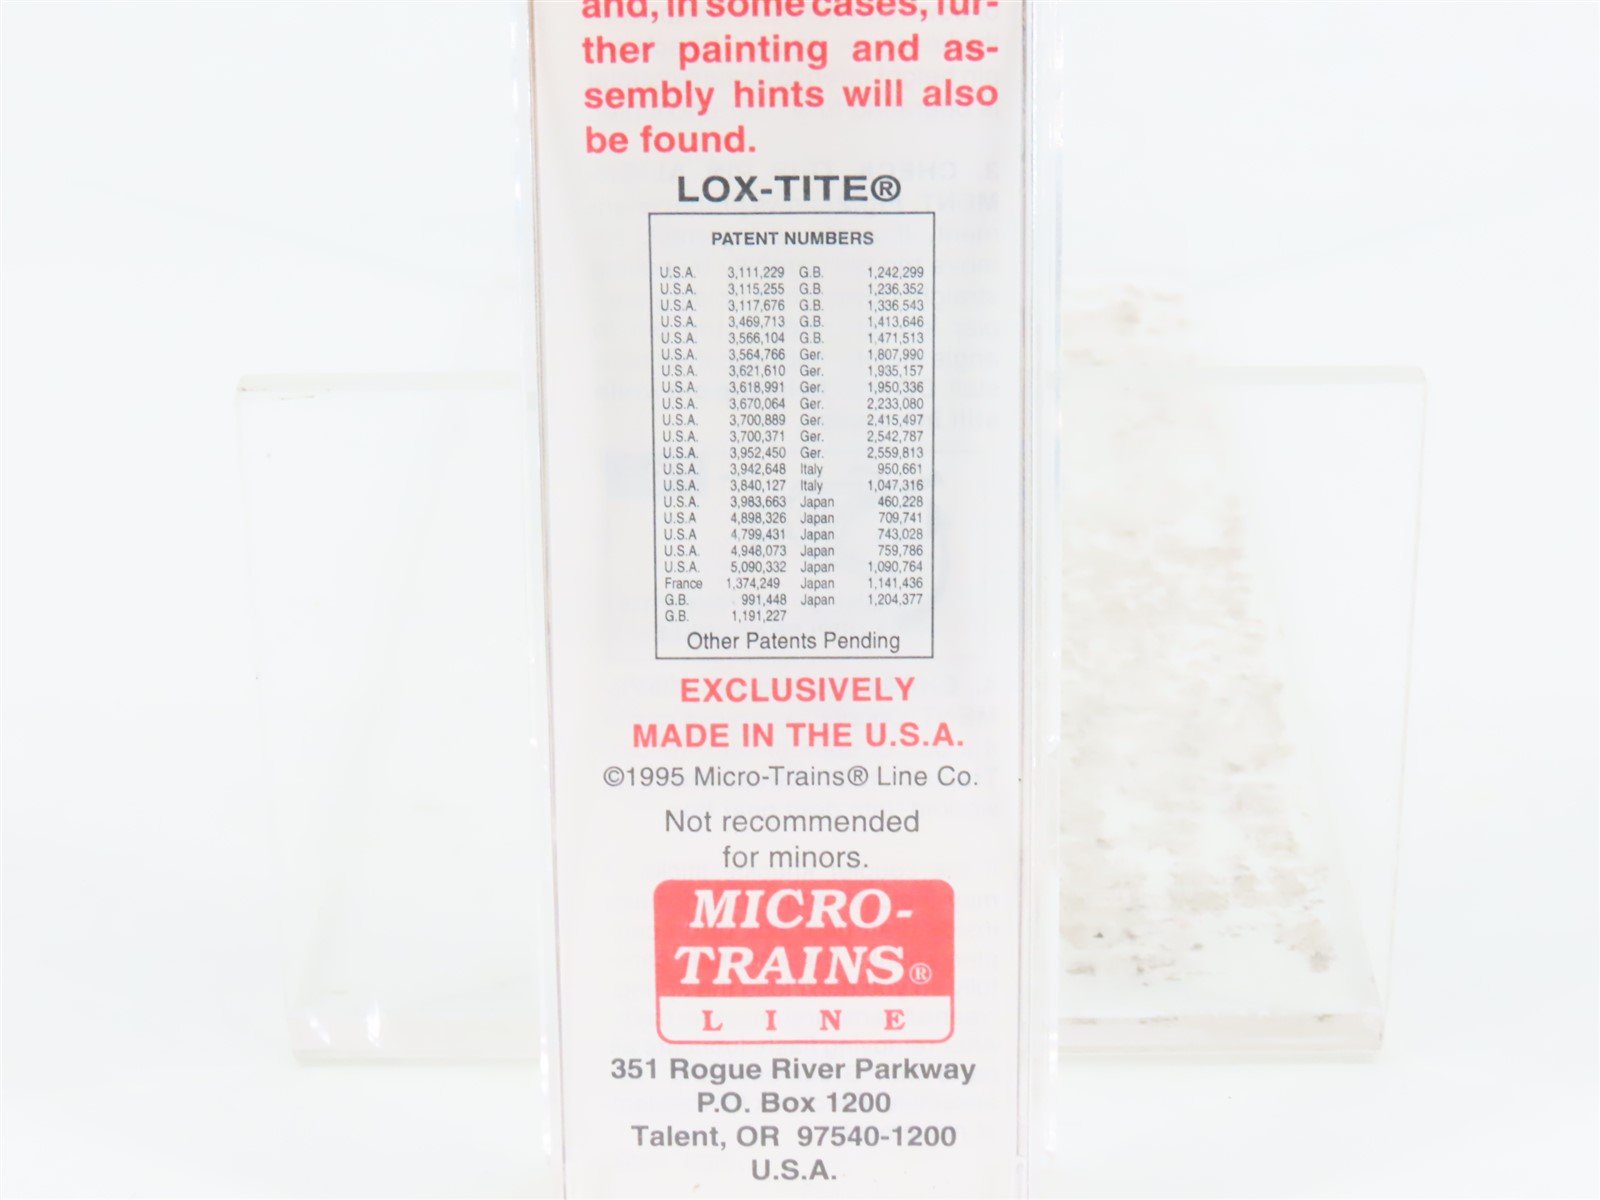 and, in some cases, fur-
ther painting and as-
sembly hints will also
be found.
LOX-TITE®
PATENT NUMBERS
U.S.A. 3,111,229 G.B. 1,242,299
U.S.A. 3,115,255 G.B. 1,236,352
U.S.A. 3,117,676 G.B. 1,336 543
U.S.A. 3,469,713 G.B. 1,413,646
U.S.A. 3,566,104 G.B. 1,471,513
U.S.A. 3,564,766 Ger. 1,807,990
U.S.A. 3,621,610 Ger. 1,935,157
U.S.A. 3,618,991 Ger. 1,950,336
U.S.A. 3,670,064 Ger. 2,233,080
U.S.A. 3,700,889 Ger. 2,415,497
U.S.A. 3,700,371 Ger. 2,542,787
U.S.A. 3,952,450 Ger. 2,559,813
U.S.A. 3,942,648 Italy 950,661
U.S.A. 3,840,127 Italy 1,047,316
U.S.A. 3,983,663 Japan 460,228
U.S.A 4,898,326 Japan 709,741
U.S.A 4,799,431 Japan 743,028
U.S.A. 4,948,073 Japan 759,786
U.S.A. 5,090,332 Japan 1,090,764
France 1,374,249 Japan 1,141,436
G.B. 991,448 Japan 1,204,377
G.B. 1,191,227
Other Patents Pending
EXCLUSIVELY
MADE IN THE U.S.A.
©1995 Micro-Trains® Line Co.
Not recommended
for minors.
MICRO-
TRAINS®
LINE
351 Rogue River Parkway
P.O. Box 1200
Talent, OR 97540-1200
U.S.A.